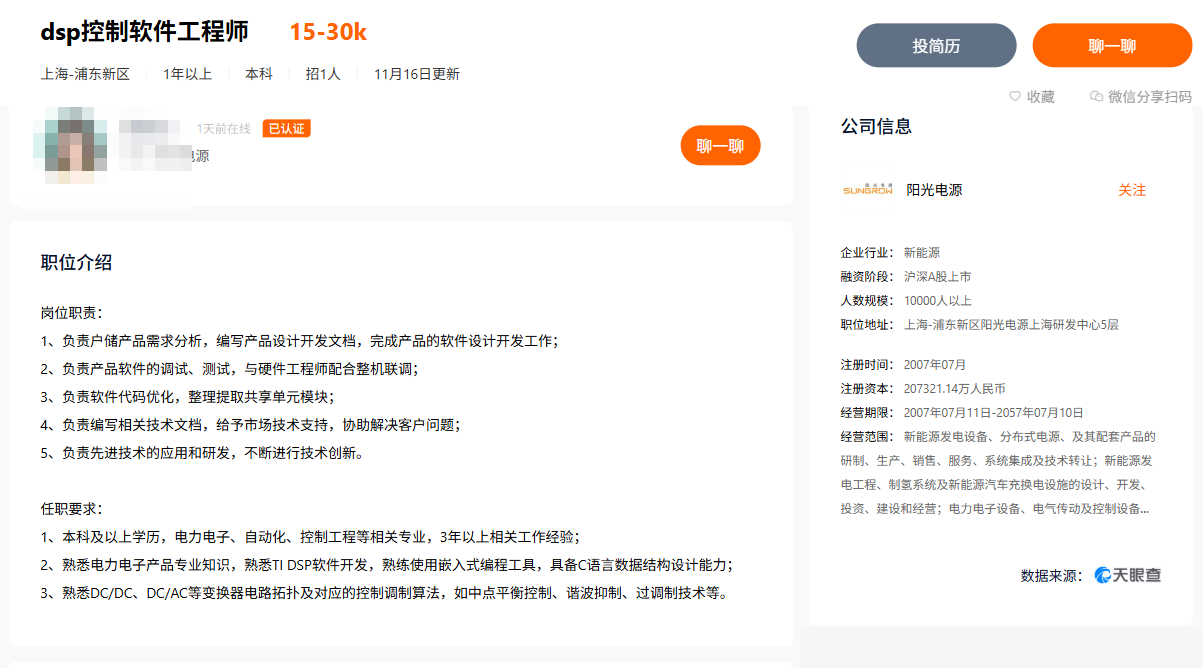 dsp控制软件工程师 15-30k
投简历
聊一聊
上海-浦东新区 1年以上 本科 招1人 11月16日更新
收藏 微信分享扫码
1天前在线 已认证
源
聊一聊
职位介绍
岗位职责：
1、负责户储产品需求分析，编写产品设计开发文档，完成产品的软件设计开发工作；
2、负责产品软件的调试、测试，与硬件工程师配合整机联调；
3、负责软件代码优化，整理提取共享单元模块；
4、负责编写相关技术文档，给予市场技术支持，协助解决客户问题；
5、负责先进技术的应用和研发，不断进行技术创新。
任职要求：
1、本科及以上学历，电力电子、自动化、控制工程等相关专业，3年以上相关工作经验；
2、熟悉电力电子产品专业知识，熟悉TI DSP软件开发，熟练使用嵌入式编程工具，具备C语言数据结构设计能力；
3、熟悉DC/DC、DC/AC等变换器电路拓扑及对应的控制调制算法，如中点平衡控制、谐波抑制、过调制技术等。
公司信息
阳光电源
SUNGROW
阳光电源
关注
企业行业： 新能源
融资阶段： 沪深A股上市
人数规模： 10000人以上
职位地址： 上海-浦东新区阳光电源上海研发中心5层
注册时间： 2007年07月
注册资本： 207321.14万人民币
经营期限： 2007年07月11日-2057年07月10日
经营范围： 新能源发电设备、分布式电源、及其配套产品的
研制、生产、销售、服务、系统集成及技术转让；新能源发
电工程、制氢系统及新能源汽车充换电设施的设计、开发、
投资、建设和经营；电力电子设备、电气传动及控制设备...
数据来源： 天眼查